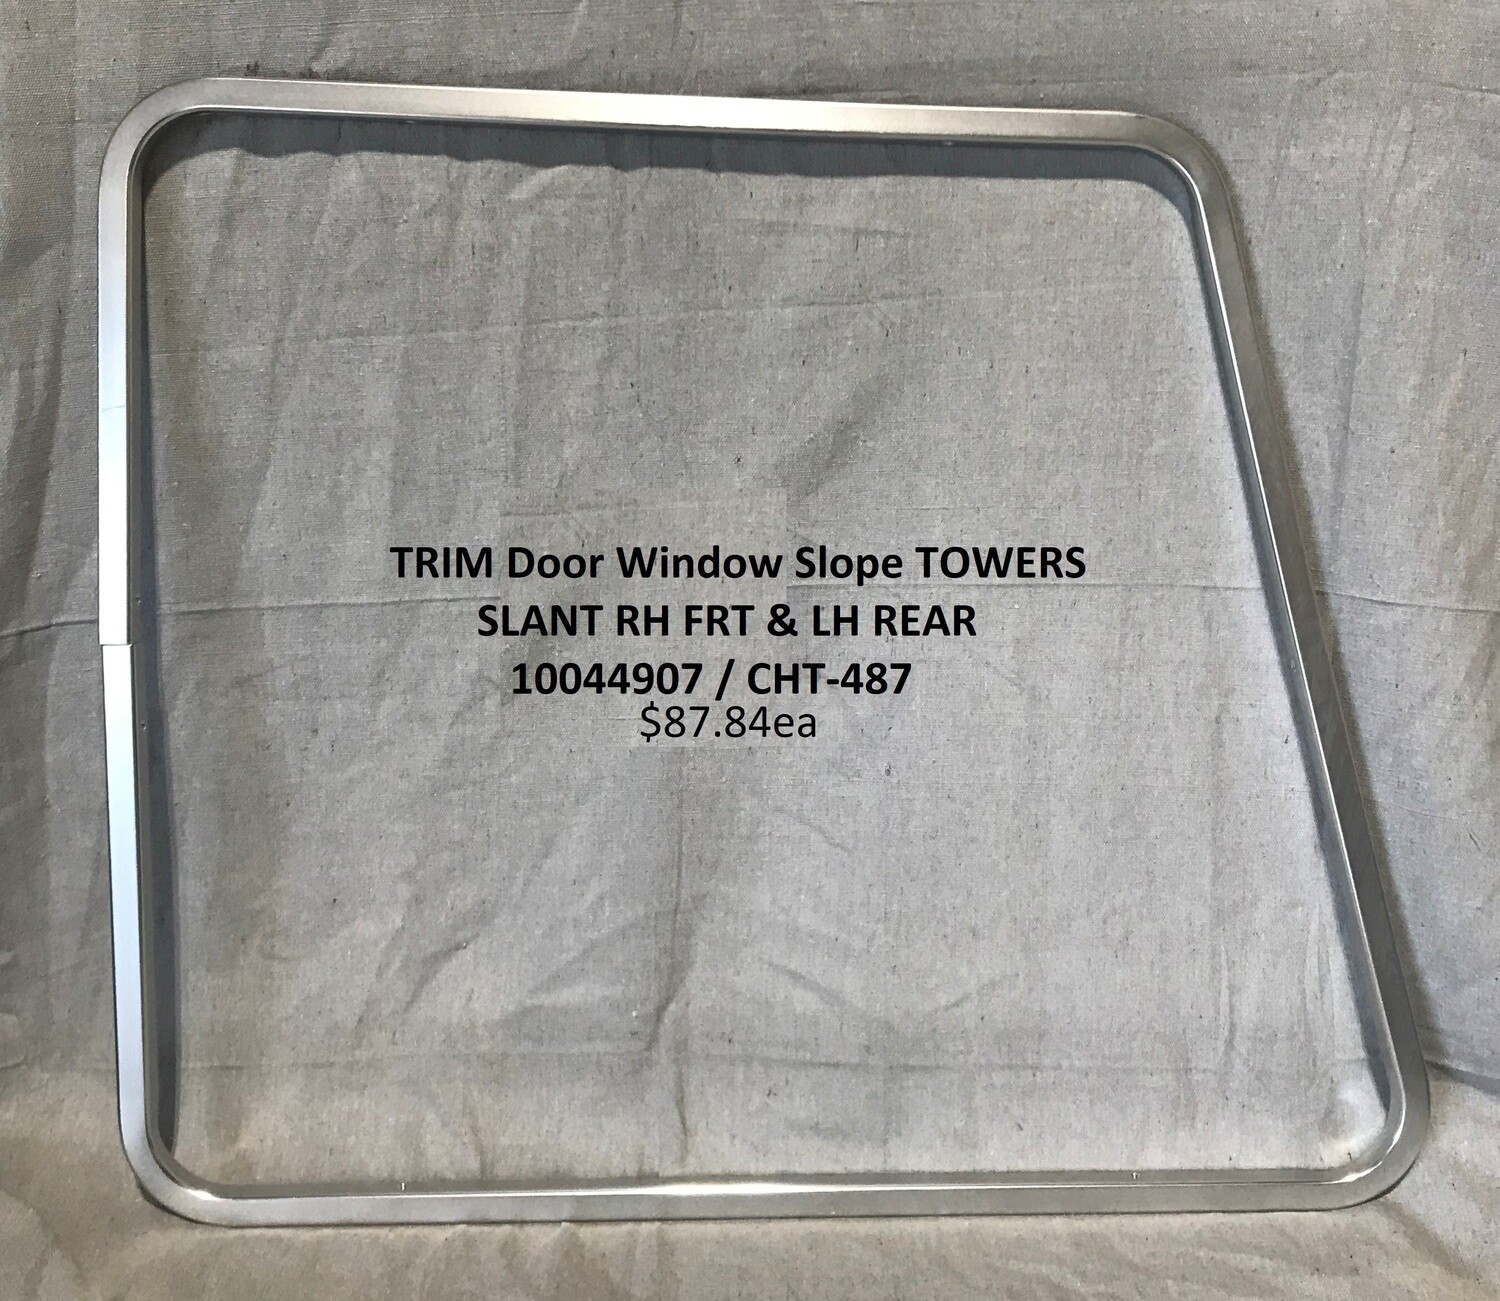 TRIM Door Window Slope TOWERS
SLANT RH FRT & LH REAR
10044907 / CHT-487
$87.84ea